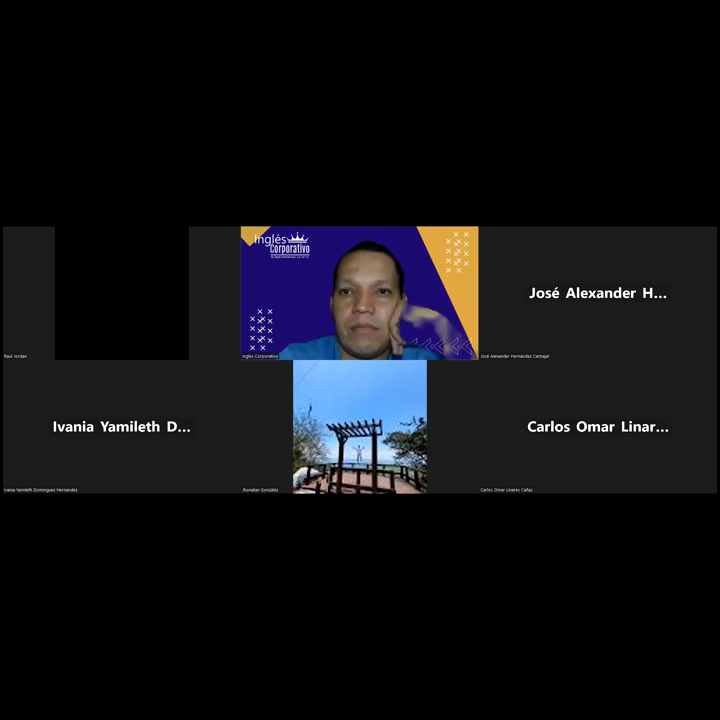 Inglés
Corporativo
Raul Jordan
Inglés Corporativo
José Alexander H...
José Alexander Hernández Carbajal
Ivania Yamileth D...
Ivania Yamileth Dominguez Hernandez
Jhonatan González
Carlos Omar Linar...
Carlos Omar Linares Cañas